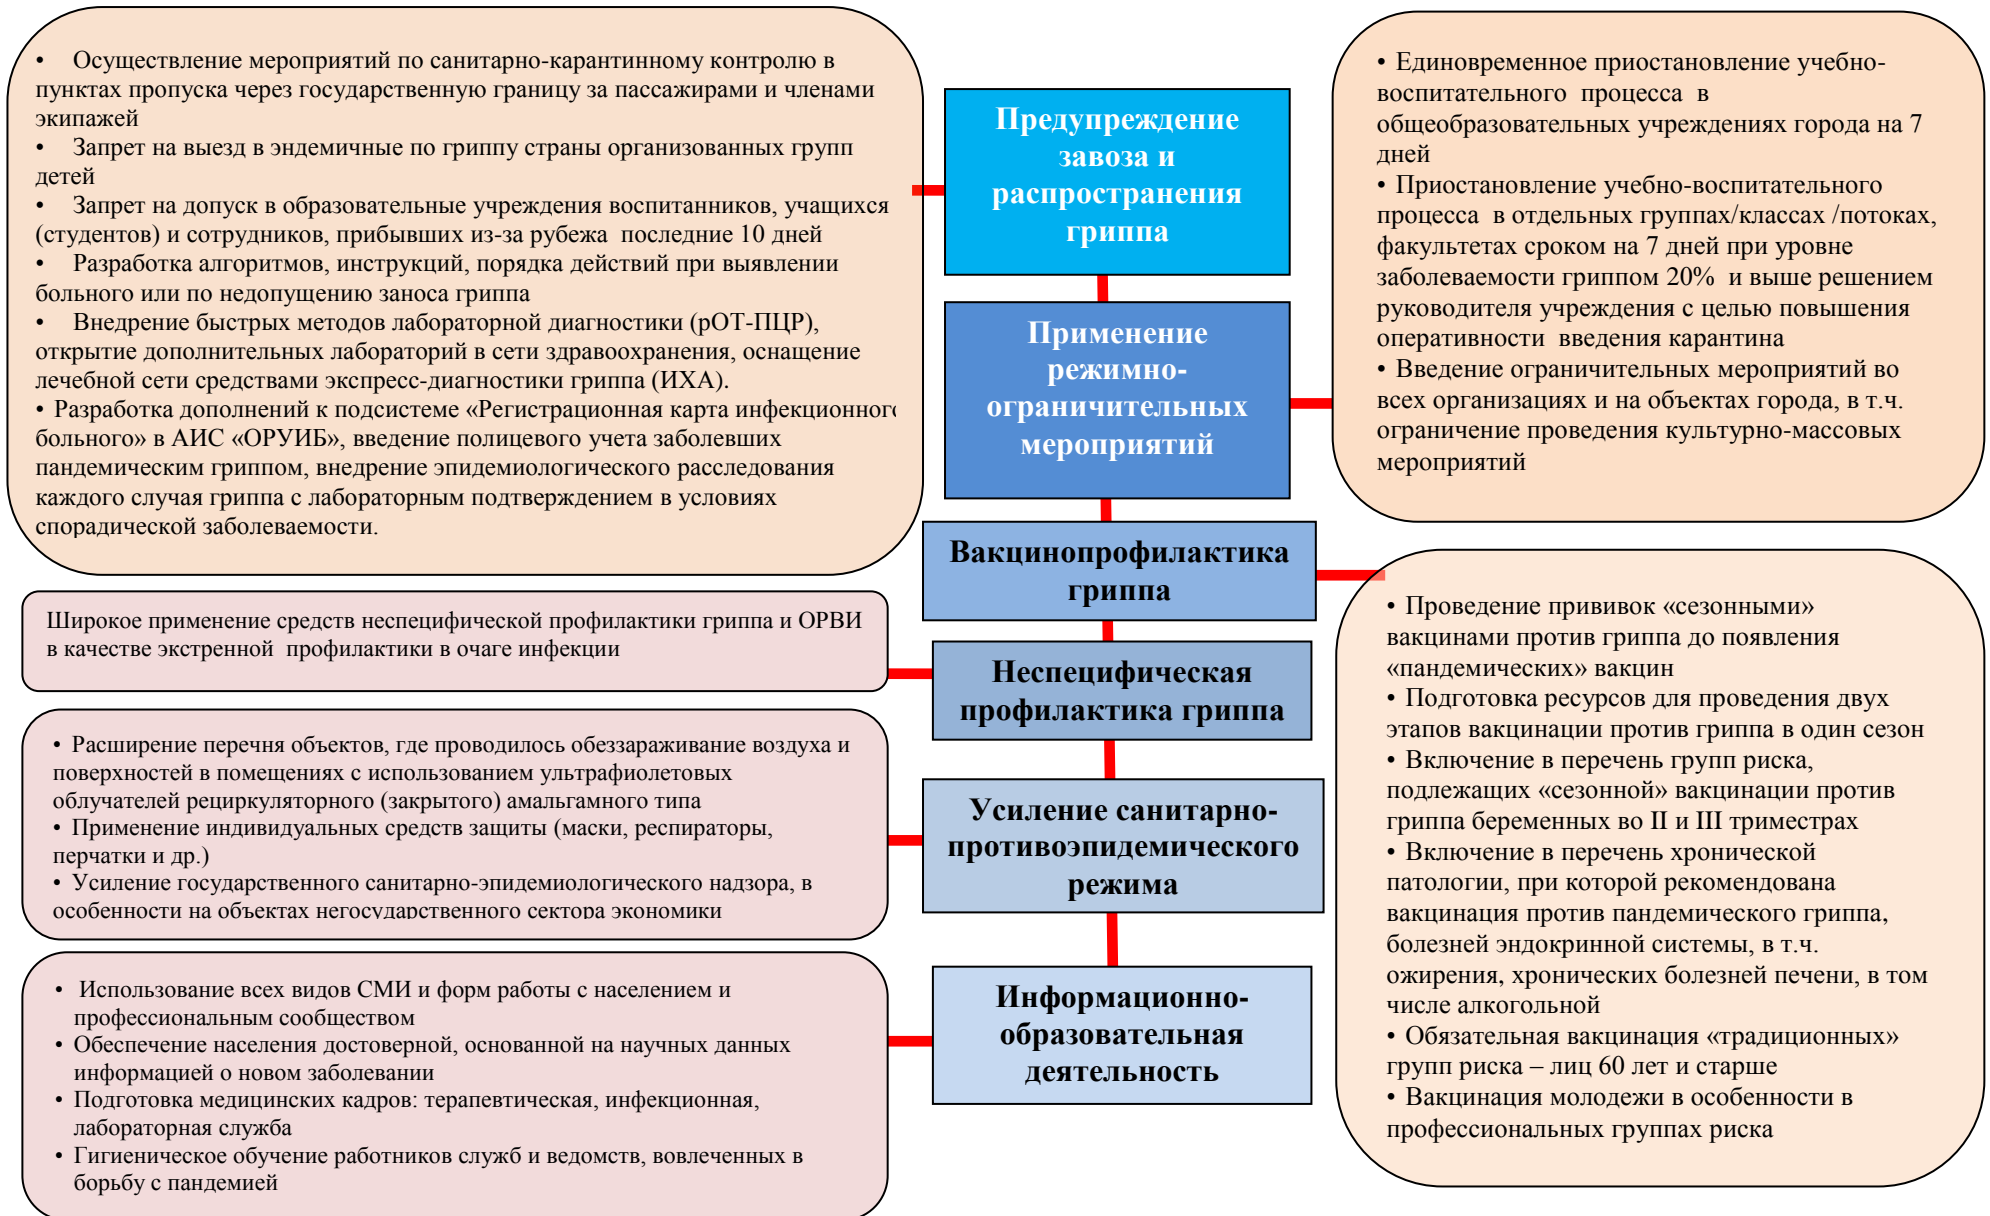 • Осуществление мероприятий по санитарно-карантинному контролю в
пунктах пропуска через государственную границу за пассажирами и членами
экипажей
• Запрет на выезд в эндемичные по гриппу страны организованных групп
детей
• Запрет на допуск в образовательные учреждения воспитанников, учащихся
(студентов) и сотрудников, прибывших из-за рубежа последние 10 дней
• Разработка алгоритмов, инструкций, порядка действий при выявлении
больного или по недопущению заноса гриппа
• Внедрение быстрых методов лабораторной диагностики (рОТ-ПЦР),
открытие дополнительных лабораторий в сети здравоохранения, оснащение
лечебной сети средствами экспресс-диагностики гриппа (ИХА).
• Разработка дополнений к подсистеме «Регистрационная карта инфекционного
больного» в АИС «ОРУИБ», введение полицевого учета заболевших
пандемическим гриппом, внедрение эпидемиологического расследования
каждого случая гриппа с лабораторным подтверждением в условиях
спорадической заболеваемости.
Предупреждение
завоза и
распространения
гриппа
• Единовременное приостановление учебно-
воспитательного процесса в
общеобразовательных учреждениях города на 7
дней
• Приостановление учебно-воспитательного
процесса в отдельных группах/классах /потоках,
факультетах сроком на 7 дней при уровне
заболеваемости гриппом 20% и выше решением
руководителя учреждения с целью повышения
оперативности введения карантина
• Введение ограничительных мероприятий во
всех организациях и на объектах города, в т.ч.
ограничение проведения культурно-массовых
мероприятий
Применение
режимно-
ограничительных
мероприятий
Вакцинопрофилактика
гриппа
• Проведение прививок «сезонными»
вакцинами против гриппа до появления
«пандемических» вакцин
• Подготовка ресурсов для проведения двух
этапов вакцинации против гриппа в один сезон
• Включение в перечень групп риска,
подлежащих «сезонной» вакцинации против
гриппа беременных во II и III триместрах
• Включение в перечень хронической
патологии, при которой рекомендована
вакцинация против пандемического гриппа,
болезней эндокринной системы, в т.ч.
ожирения, хронических болезней печени, в том
числе алкогольной
• Обязательная вакцинация «традиционных»
групп риска – лиц 60 лет и старше
• Вакцинация молодежи в особенности в
профессиональных группах риска
Широкое применение средств неспецифической профилактики гриппа и ОРВИ
в качестве экстренной профилактики в очаге инфекции
Неспецифическая
профилактика гриппа
• Расширение перечня объектов, где проводилось обеззараживание воздуха и
поверхностей в помещениях с использованием ультрафиолетовых
облучателей рециркуляторного (закрытого) амальгамного типа
• Применение индивидуальных средств защиты (маски, респираторы,
перчатки и др.)
• Усиление государственного санитарно-эпидемиологического надзора, в
особенности на объектах негосударственного сектора экономики
Усиление санитарно-
противоэпидемического
режима
• Использование всех видов СМИ и форм работы с населением и
профессиональным сообществом
• Обеспечение населения достоверной, основанной на научных данных
информацией о новом заболевании
• Подготовка медицинских кадров: терапевтическая, инфекционная,
лабораторная служба
• Гигиеническое обучение работников служб и ведомств, вовлеченных в
борьбу с пандемией
Информационно-
образовательная
деятельность